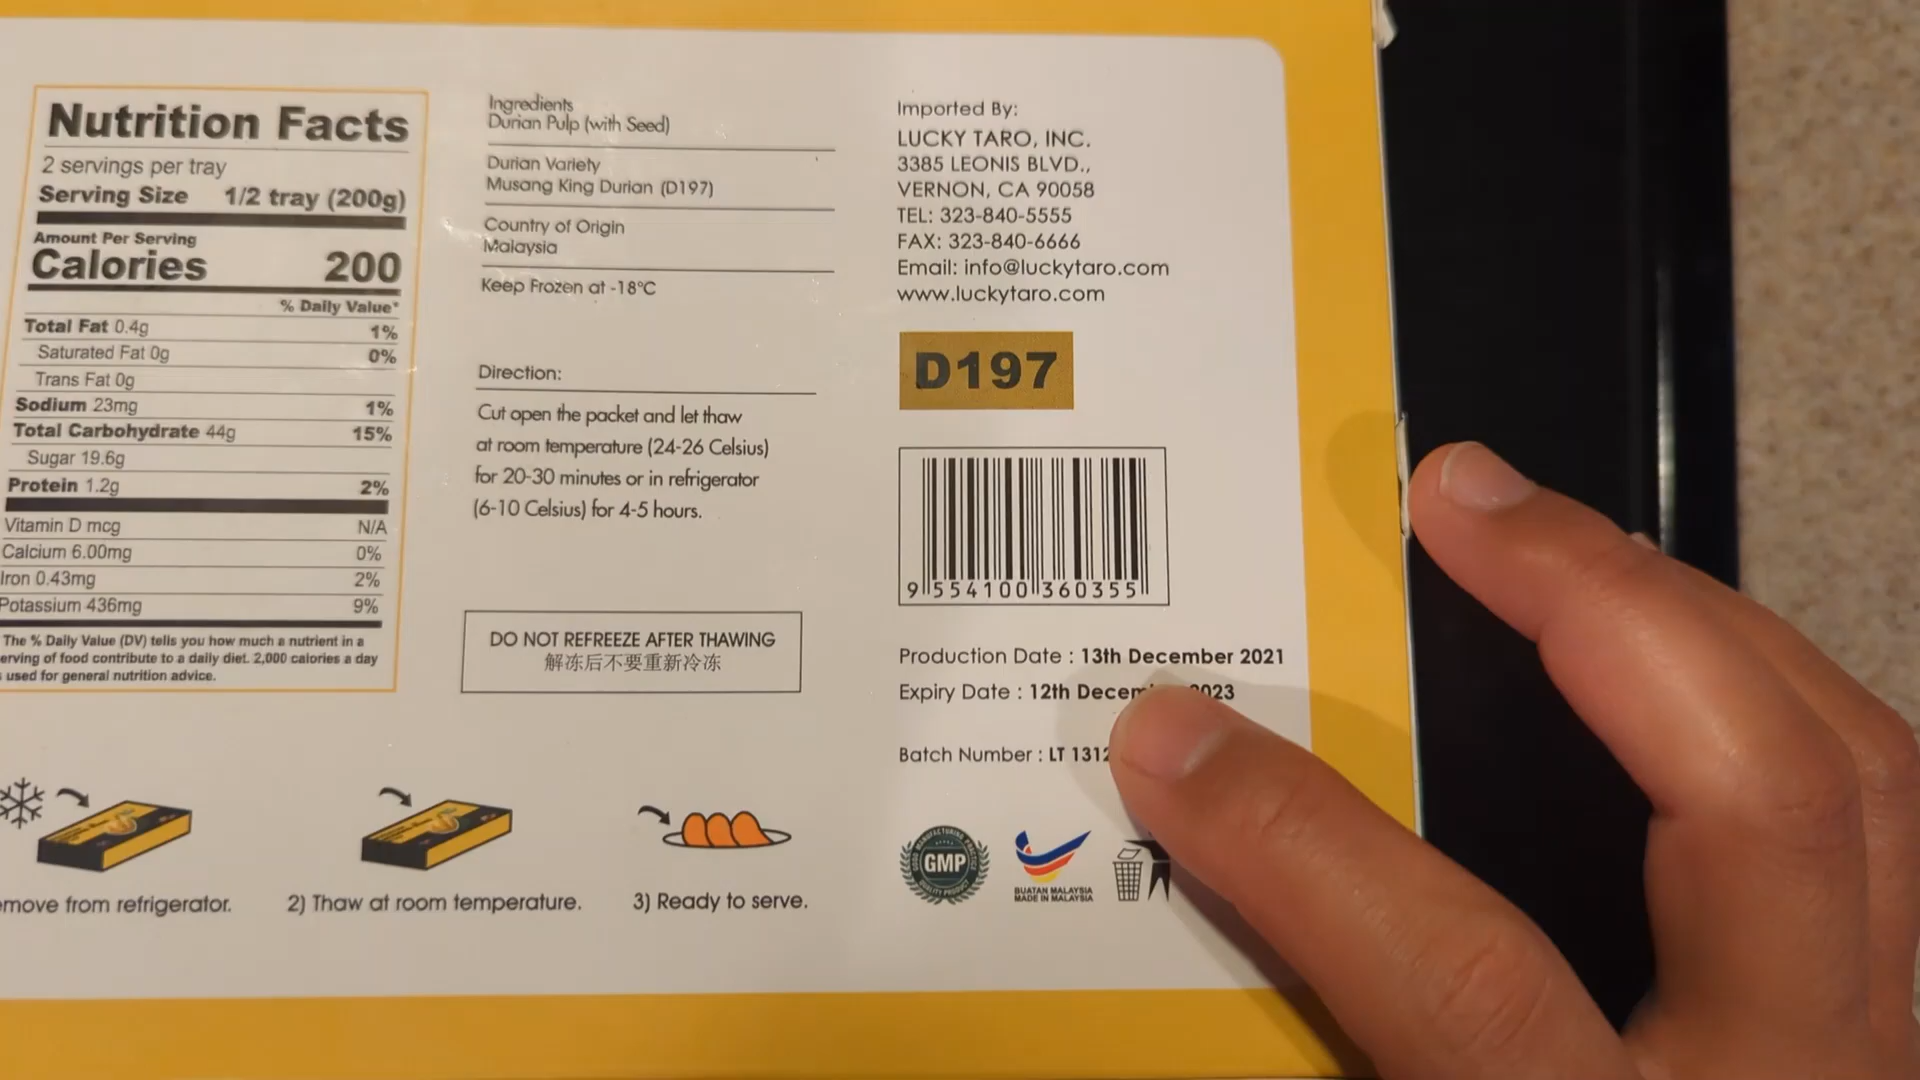 Nutrition Facts
2 servings per tray
Serving Size 1/2 tray (200g)
Amount Per Serving
Calories 200
% Daily Value*
Total Fat 0.4g 1%
Saturated Fat 0g 0%
Trans Fat 0g
Sodium 23mg 1%
Total Carbohydrate 44g 15%
Sugar 19.6g
Protein 1.2g 2%
Vitamin D mcg N/A
Calcium 6.00mg 0%
Iron 0.43mg 2%
Potassium 436mg 9%
The % Daily Value (DV) tells you how much a nutrient in a
erving of food contribute to a daily diet. 2,000 calories a day
used for general nutrition advice.
Ingredients
Durian Pulp (with Seed)
Durian Variety
Musang King Durian (D197)
Country of Origin
Malaysia
Keep Frozen at -18°C
Direction:
Cut open the packet and let thaw
at room temperature (24-26 Celsius)
for 20-30 minutes or in refrigerator
(6-10 Celsius) for 4-5 hours.
DO NOT REFREEZE AFTER THAWING
解冻后不要重新冷冻
Imported By:
LUCKY TARO, INC.
3385 LEONIS BLVD.,
VERNON, CA 90058
TEL: 323-840-5555
FAX: 323-840-6666
Email: info@luckytaro.com
www.luckytaro.com
D197
9 554100 360355
Production Date : 13th December 2021
Expiry Date : 12th Decem 023
Batch Number : LT 1312
GOOD MANUFACTURING PRACTICE
GMP
QUALITY PRODUCT
BUATAN MALAYSIA
MADE IN MALAYSIA
move from refrigerator.
2) Thaw at room temperature.
3) Ready to serve.